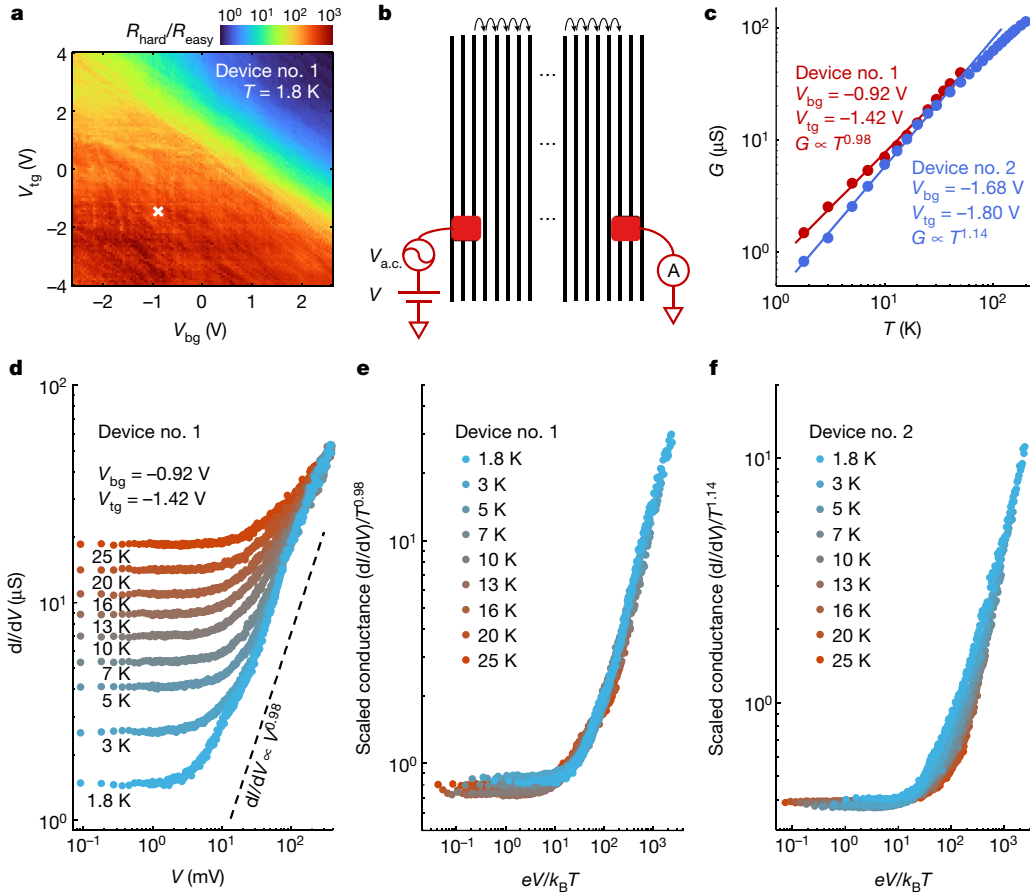 a
R_hard/R_easy 10^0 10^1 10^2 10^3
Device no. 1
T = 1.8 K
V_tg (V)
4
2
0
−2
−4
−2 −1 0 1 2
V_bg (V)
b
...
...
...
V_a.c.
V
A
c
G (μS)
10^2
10^1
10^0
Device no. 1
V_bg = −0.92 V
V_tg = −1.42 V
G ∝ T^0.98
Device no. 2
V_bg = −1.68 V
V_tg = −1.80 V
G ∝ T^1.14
10^0 10^1 10^2
T (K)
d
dI/dV (μS)
10^2
10^1
10^0
Device no. 1
V_bg = −0.92 V
V_tg = −1.42 V
25 K
20 K
16 K
13 K
10 K
7 K
5 K
3 K
1.8 K
dI/dV ∝ V^0.98
10^−1 10^0 10^1 10^2
V (mV)
e
Scaled conductance (dI/dV)/T^0.98
10^1
10^0
Device no. 1
1.8 K
3 K
5 K
7 K
10 K
13 K
16 K
20 K
25 K
10^−1 10^0 10^1 10^2 10^3
eV/k_BT
f
Scaled conductance (dI/dV)/T^1.14
10^1
10^0
Device no. 2
1.8 K
3 K
5 K
7 K
10 K
13 K
16 K
20 K
25 K
10^−1 10^0 10^1 10^2 10^3
eV/k_BT